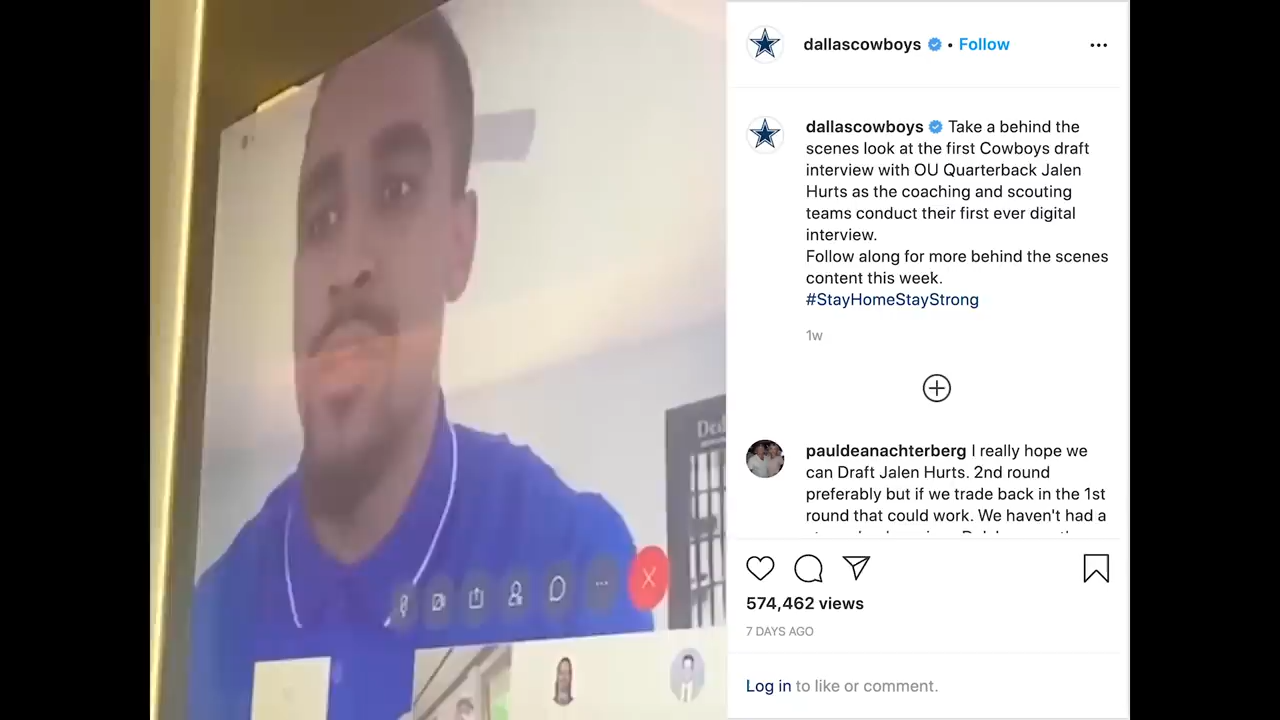 dallascowboys • Follow
dallascowboys Take a behind the
scenes look at the first Cowboys draft
interview with OU Quarterback Jalen
Hurts as the coaching and scouting
teams conduct their first ever digital
interview.
Follow along for more behind the scenes
content this week.
#StayHomeStayStrong
1w
pauldeanachterberg I really hope we
can Draft Jalen Hurts. 2nd round
preferably but if we trade back in the 1st
round that could work. We haven't had a
574,462 views
7 DAYS AGO
Log in to like or comment.